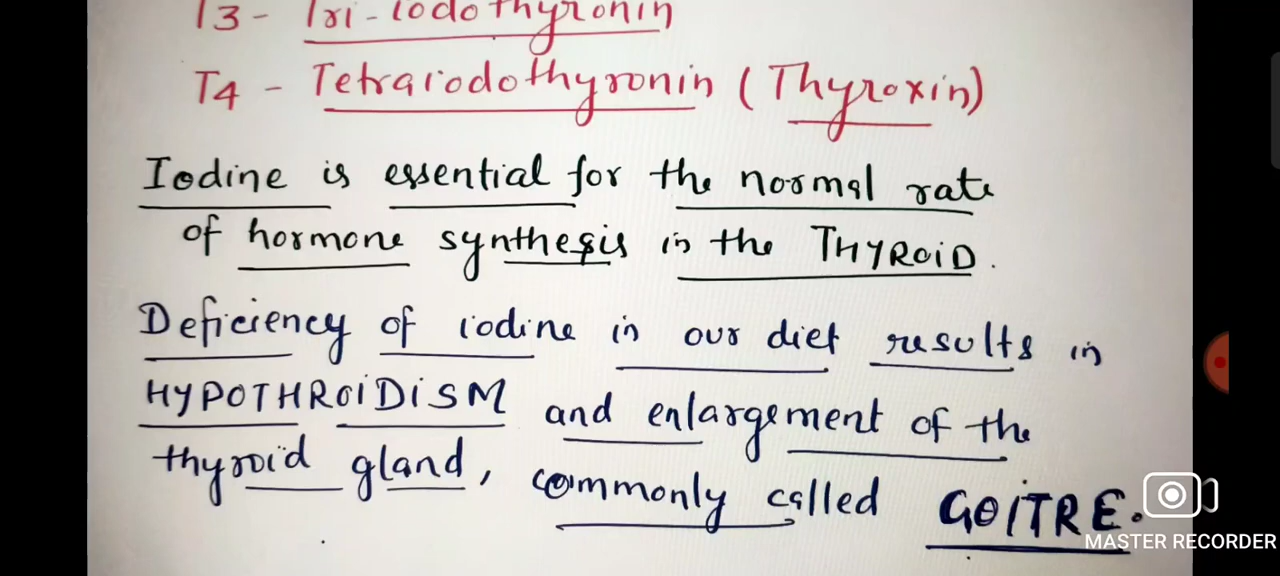 T3 - Tri-iodothyronin
T4 - Tetraiodothyronin (Thyroxin)
Iodine is essential for the normal rate
of hormone synthesis in the THYROiD.
Deficiency of iodine in our diet results in
HYPOTHROiDiSM and enlargement of the
thyroid gland, commonly called GOiTRE.
MASTER RECORDER